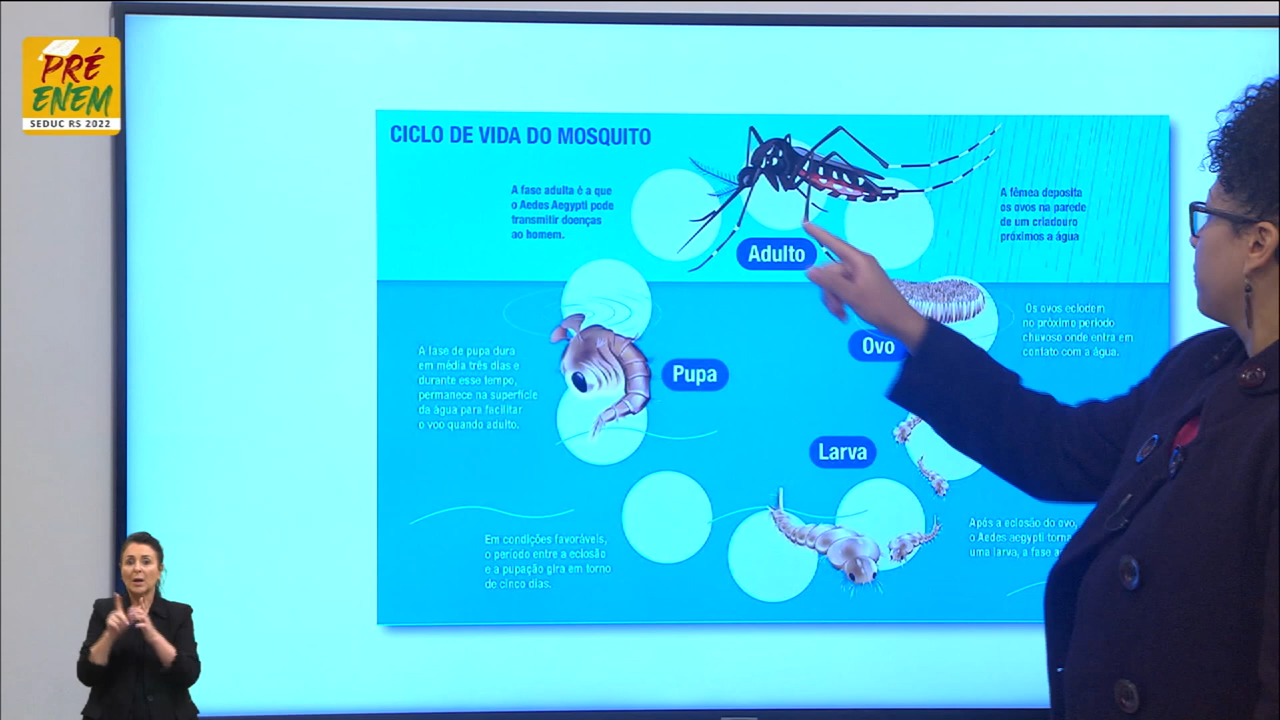 PRÉ
ENEM
SEDUC RS 2022
CICLO DE VIDA DO MOSQUITO
A fase adulta é a que
o Aedes Aegypti pode
transmitir doenças
ao homem.
A fêmea deposita
os ovos na parede
de um criadouro
próximos a água
Adulto
Os ovos eclodem
no próximo período
chuvoso onde entra em
contato com a água.
Ovo
A fase de pupa dura
em média três dias e
durante esse tempo,
permanece na superfície
da água para facilitar
o voo quando adulto.
Pupa
Larva
Em condições favoráveis,
o período entre a eclosão
e a pupação gira em torno
de cinco dias.
Após a eclosão do ovo,
o Aedes aegypti
uma larva, a fase